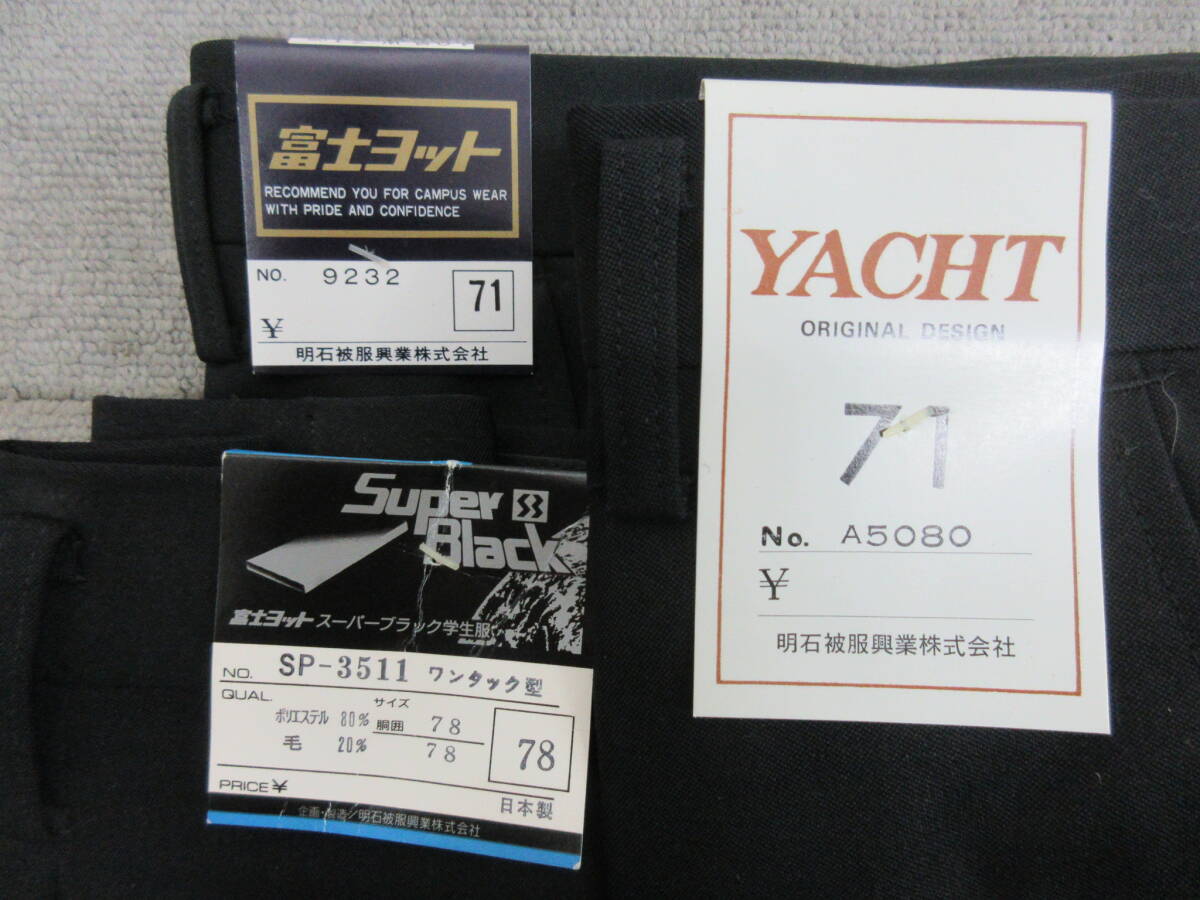 富士ヨット
RECOMMEND YOU FOR CAMPUS WEAR
WITH PRIDE AND CONFIDENCE
NO. 9232
71
¥
明石被服興業株式会社
YACHT
ORIGINAL DESIGN
71
No. A5080
¥
明石被服興業株式会社
Super
Black
富士ヨット スーパーブラック学生服
NO. SP-3511 ワンタック型
QUAL. サイズ
ポリエステル 80% 胴囲 78
毛 20% 78
78
PRICE ¥
日本製
企画・製造/明石被服興業株式会社